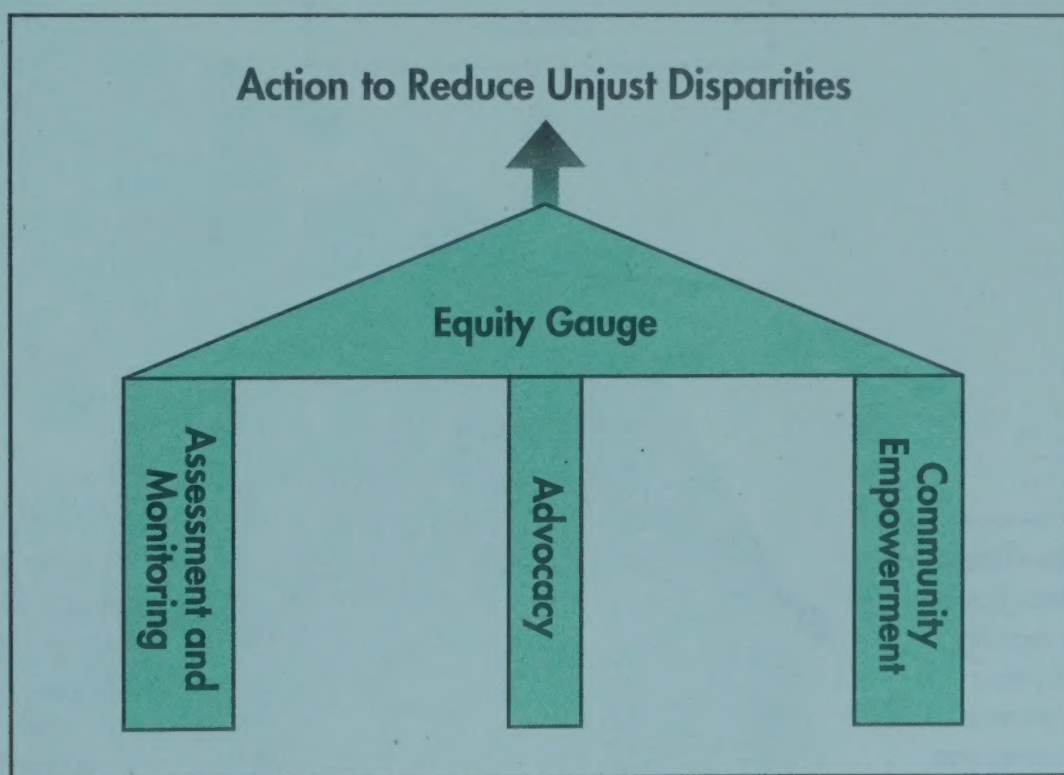 Action to Reduce Unjust Disparities
Equity Gauge
Assessment and
Monitoring
Advocacy
Community
Empowerment